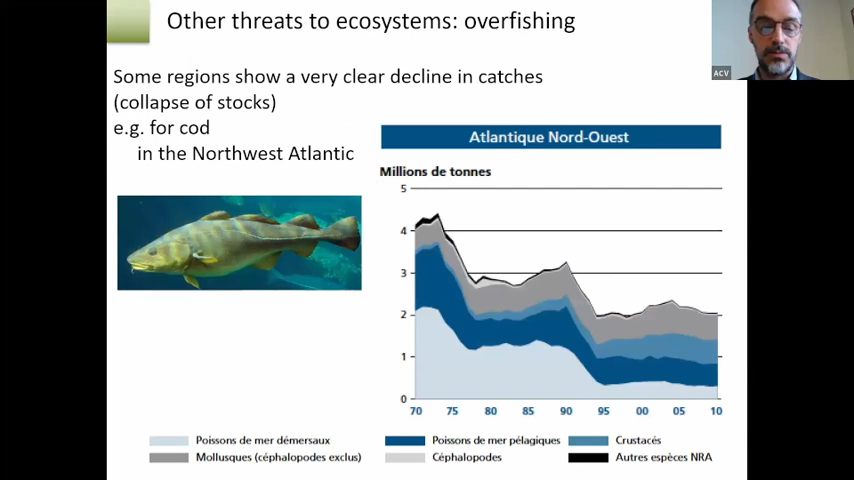 Other threats to ecosystems: overfishing
ACV
Some regions show a very clear decline in catches
(collapse of stocks)
e.g. for cod
in the Northwest Atlantic
Atlantique Nord-Ouest
Millions de tonnes
5
4
3
2
1
0
70 75 80 85 90 95 00 05 10
Poissons de mer démersaux Poissons de mer pélagiques Crustacés
Mollusques (céphalopodes exclus) Céphalopodes Autres espèces NRA